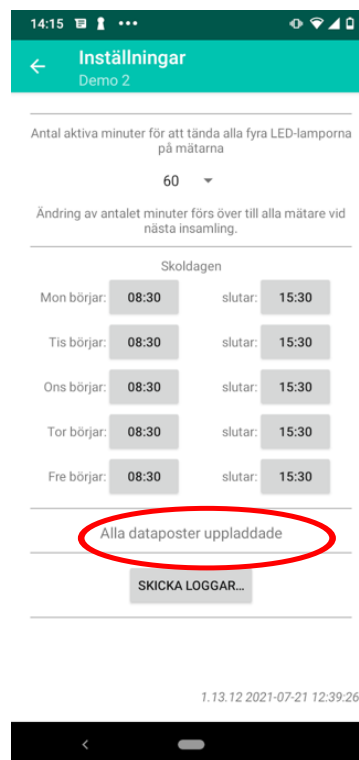 14:15
Inställningar
Demo 2
Antal aktiva minuter för att tända alla fyra LED-lamporna
på mätarna
60
Ändring av antalet minuter förs över till alla mätare vid
nästa insamling.
Skoldagen
Mon börjar: 08:30 slutar: 15:30
Tis börjar: 08:30 slutar: 15:30
Ons börjar: 08:30 slutar: 15:30
Tor börjar: 08:30 slutar: 15:30
Fre börjar: 08:30 slutar: 15:30
Alla dataposter uppladdade
SKICKA LOGGAR...
1.13.12 2021-07-21 12:39:26